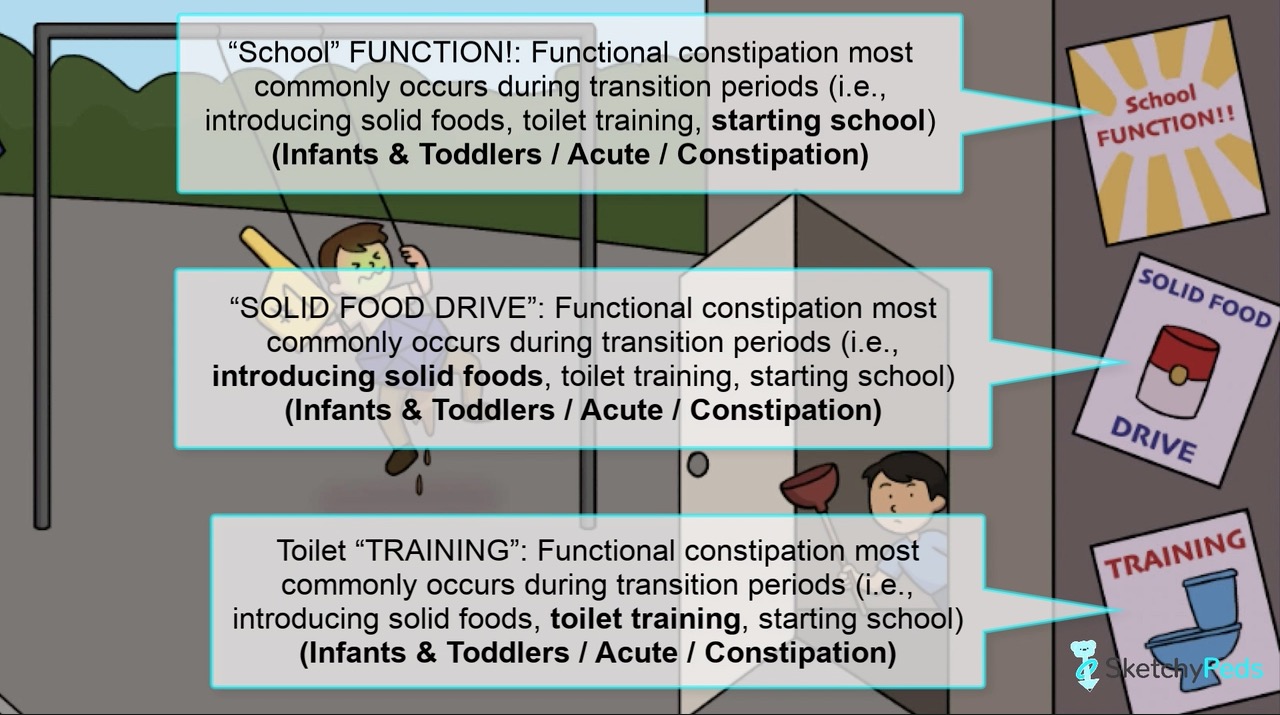 “School” FUNCTION!: Functional constipation most
commonly occurs during transition periods (i.e.,
introducing solid foods, toilet training, starting school)
(Infants & Toddlers / Acute / Constipation)
School
FUNCTION!!
“SOLID FOOD DRIVE”: Functional constipation most
commonly occurs during transition periods (i.e.,
introducing solid foods, toilet training, starting school)
(Infants & Toddlers / Acute / Constipation)
SOLID FOOD
DRIVE
Toilet “TRAINING”: Functional constipation most
commonly occurs during transition periods (i.e.,
introducing solid foods, toilet training, starting school)
(Infants & Toddlers / Acute / Constipation)
TRAINING
SketchyPeds